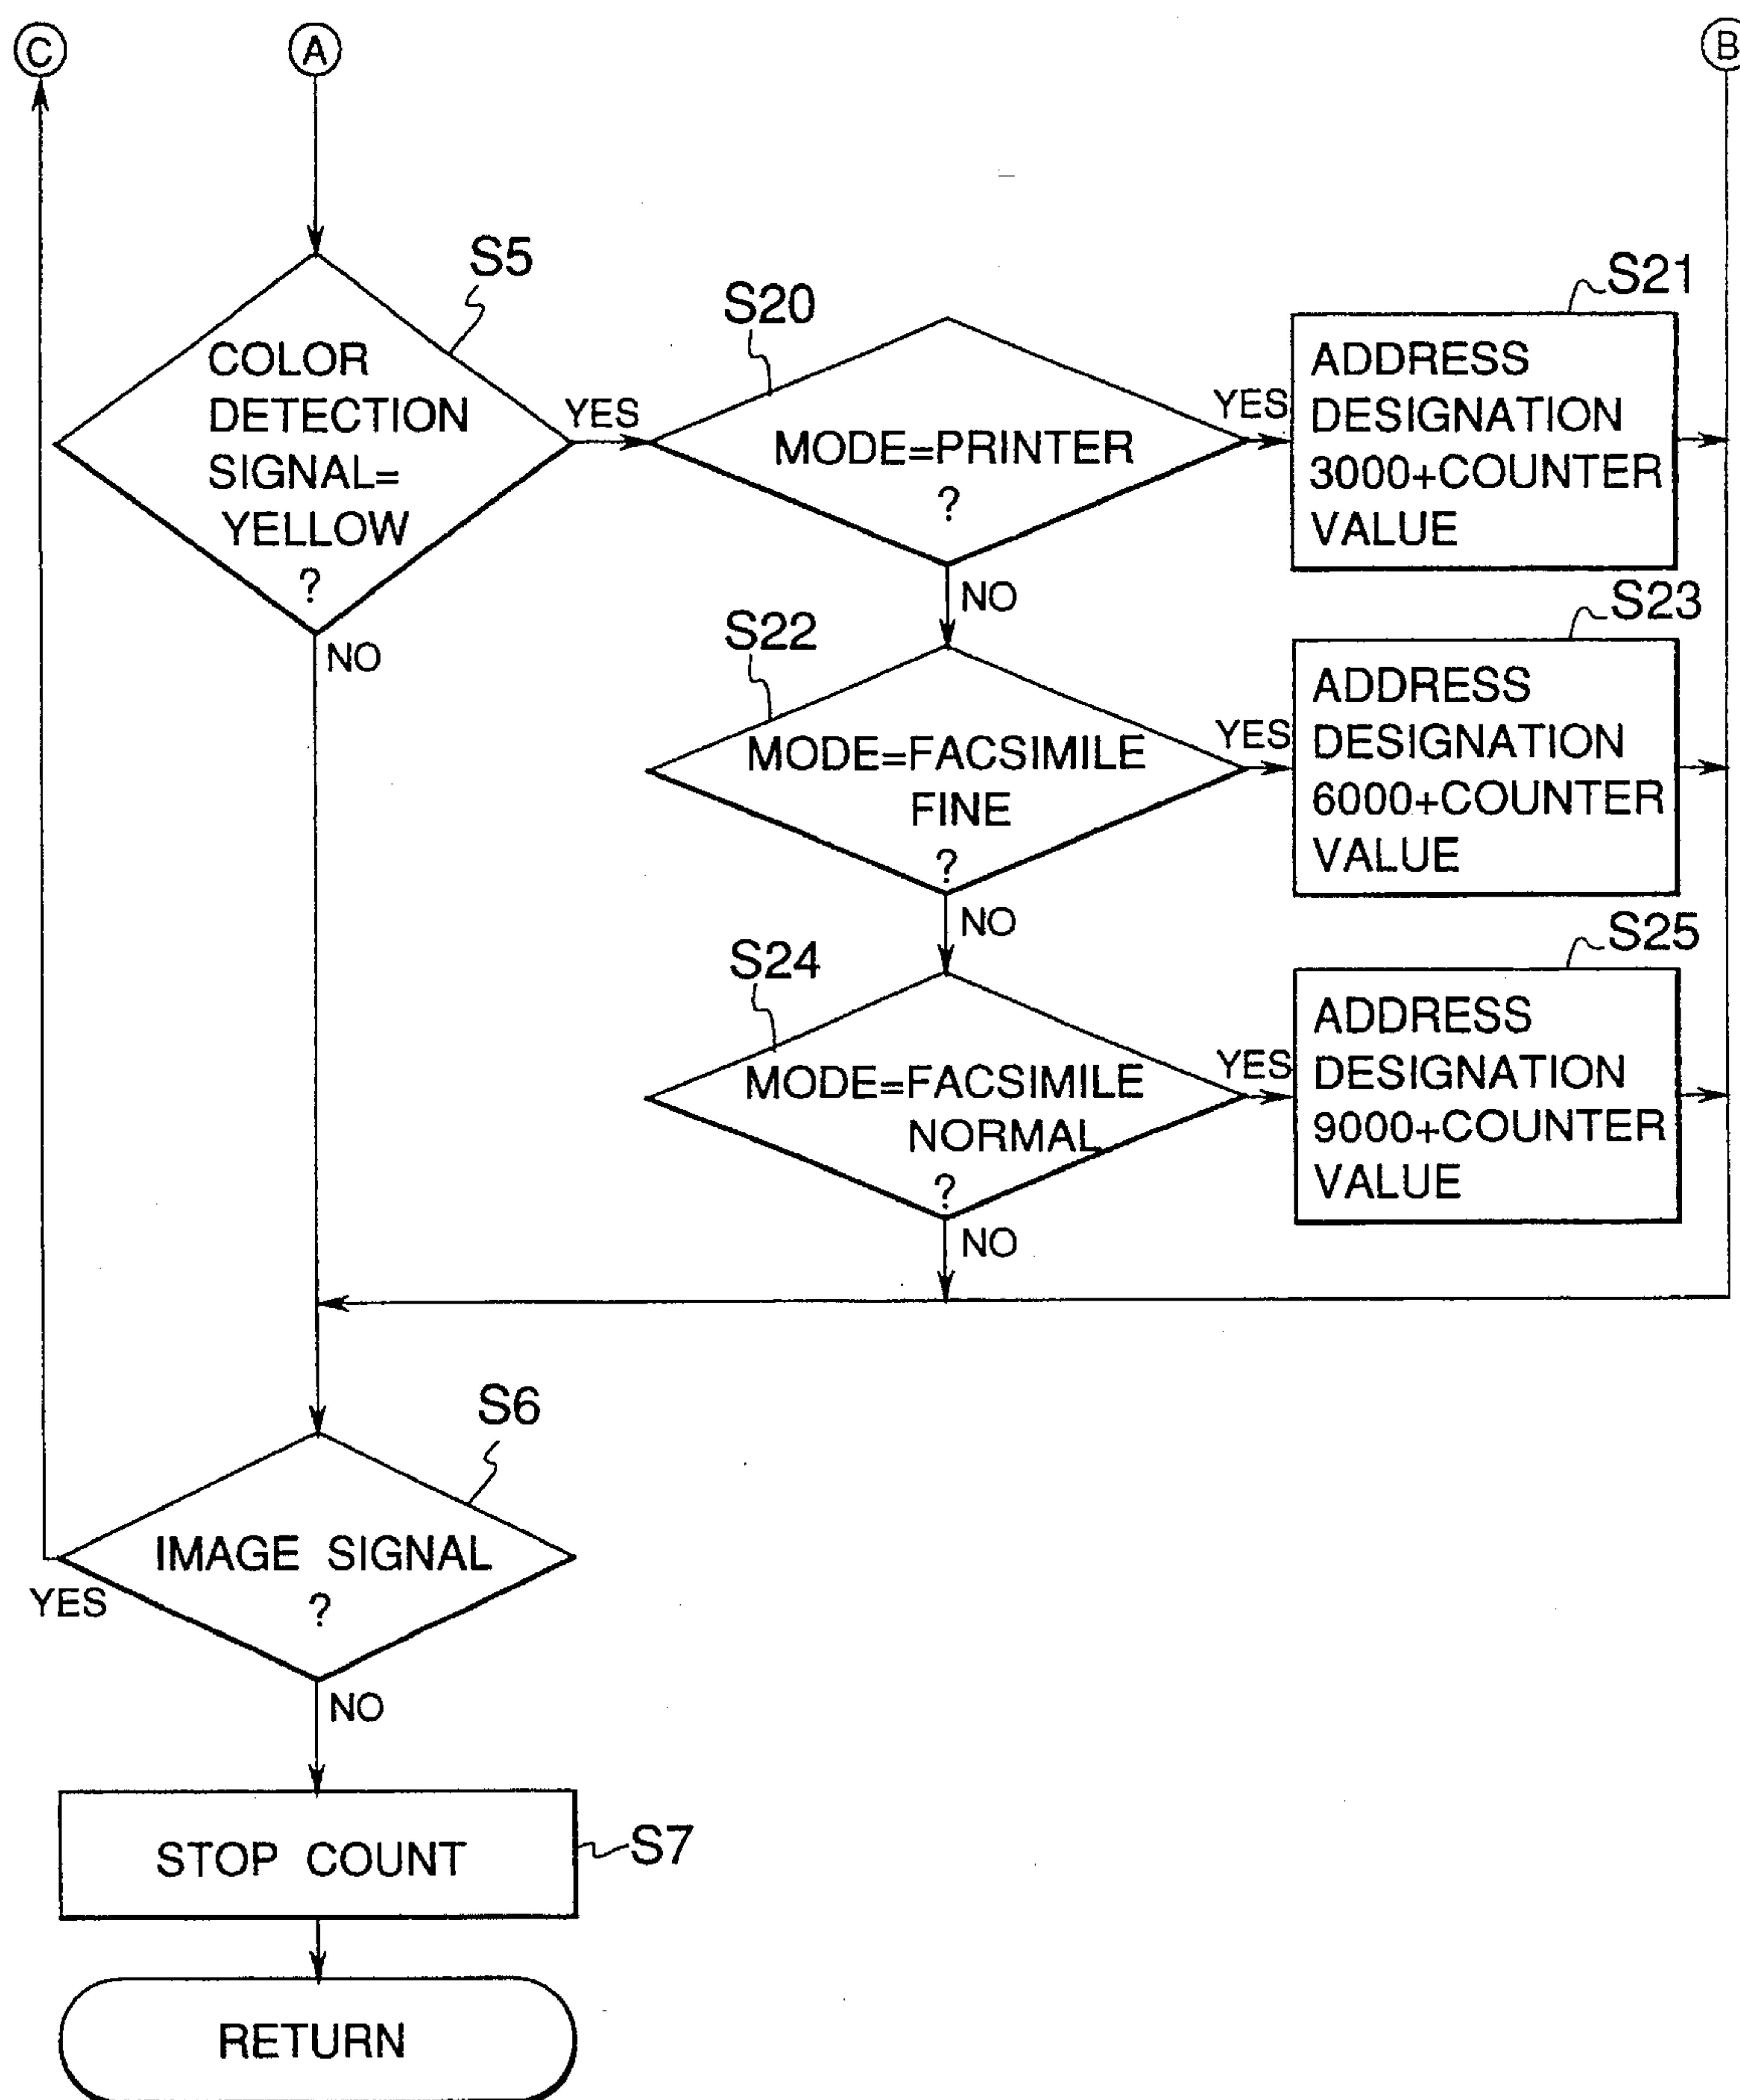 C
A
B
S5
COLOR
DETECTION
SIGNAL=
YELLOW
?
YES
NO
S20
MODE=PRINTER
?
YES
NO
S21
ADDRESS
DESIGNATION
3000+COUNTER
VALUE
S22
MODE=FACSIMILE
FINE
?
YES
NO
S23
ADDRESS
DESIGNATION
6000+COUNTER
VALUE
S24
MODE=FACSIMILE
NORMAL
?
YES
NO
S25
ADDRESS
DESIGNATION
9000+COUNTER
VALUE
S6
IMAGE SIGNAL
?
YES
NO
STOP COUNT
S7
RETURN